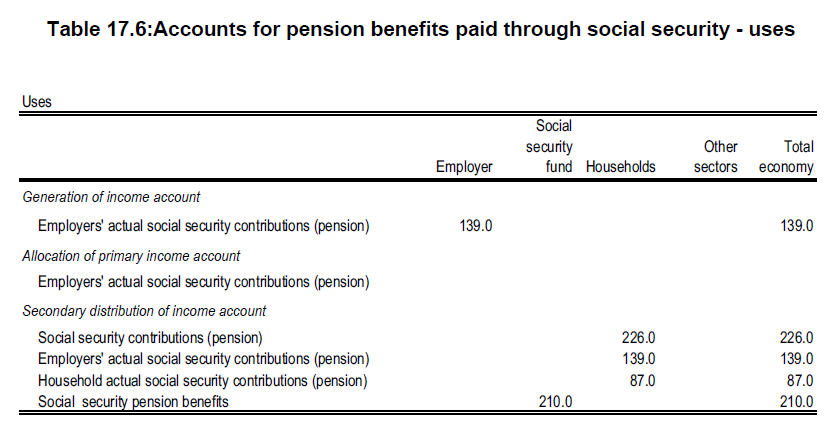 Table 17.6:Accounts for pension benefits paid through social security - uses
Uses
Social
security
fund
Employer Households
Other
sectors
Total
economy
Generation of income account
Employers' actual social security contributions (pension) 139.0 139.0
Allocation of primary income account
Employers' actual social security contributions (pension)
Secondary distribution of income account
Social security contributions (pension) 226.0 226.0
Employers' actual social security contributions (pension) 139.0 139.0
Household actual social security contributions (pension) 87.0 87.0
Social security pension benefits 210.0 210.0